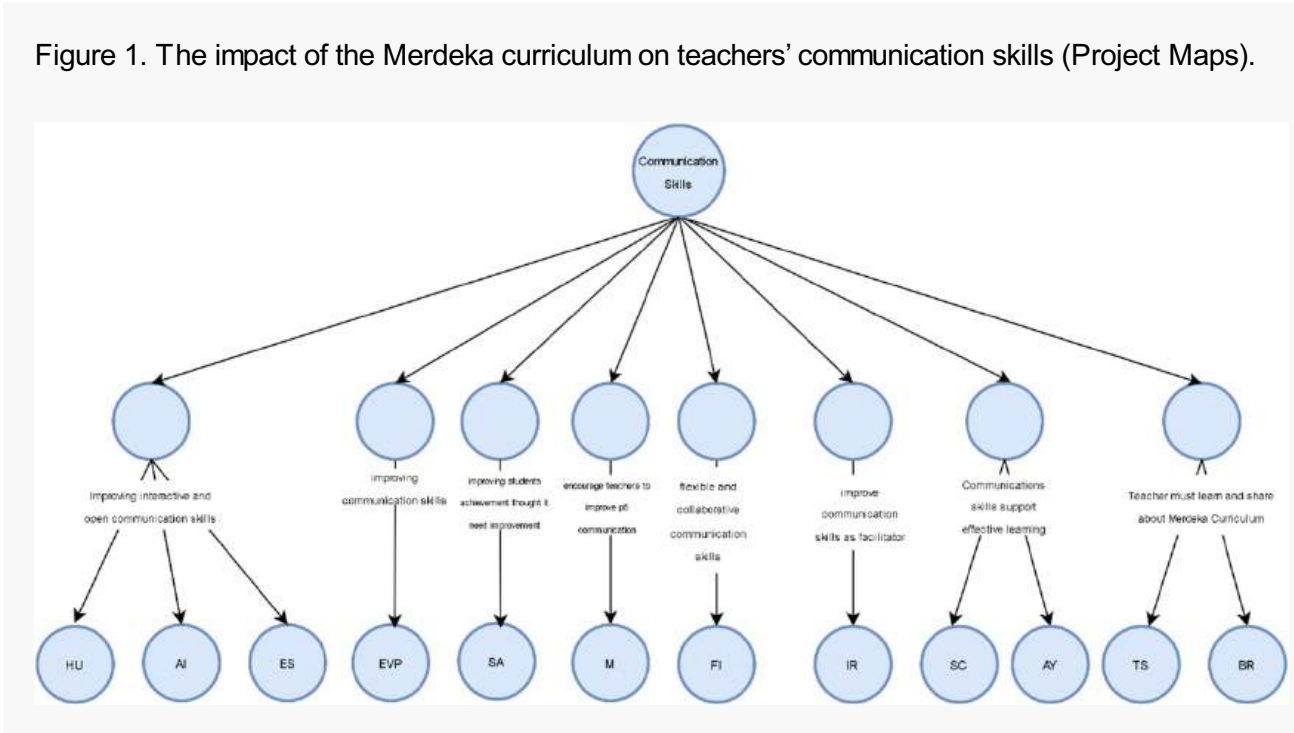 Figure 1. The impact of the Merdeka curriculum on teachers’ communication skills (Project Maps).
Communication
Skills
Improving interactive and
open communication skills
improving
communication skills
improving students
achievement thought it
need improvement
encourage teachers to
improve p5
communication
flexible and
collaborative
communication
skills
improve
communication
skills as facilitator
Communications
skills support
effective learning
Teacher must learn and share
about Merdeka Curriculum
HU
AI
ES
EVP
SA
M
FI
IR
SC
AY
TS
BR